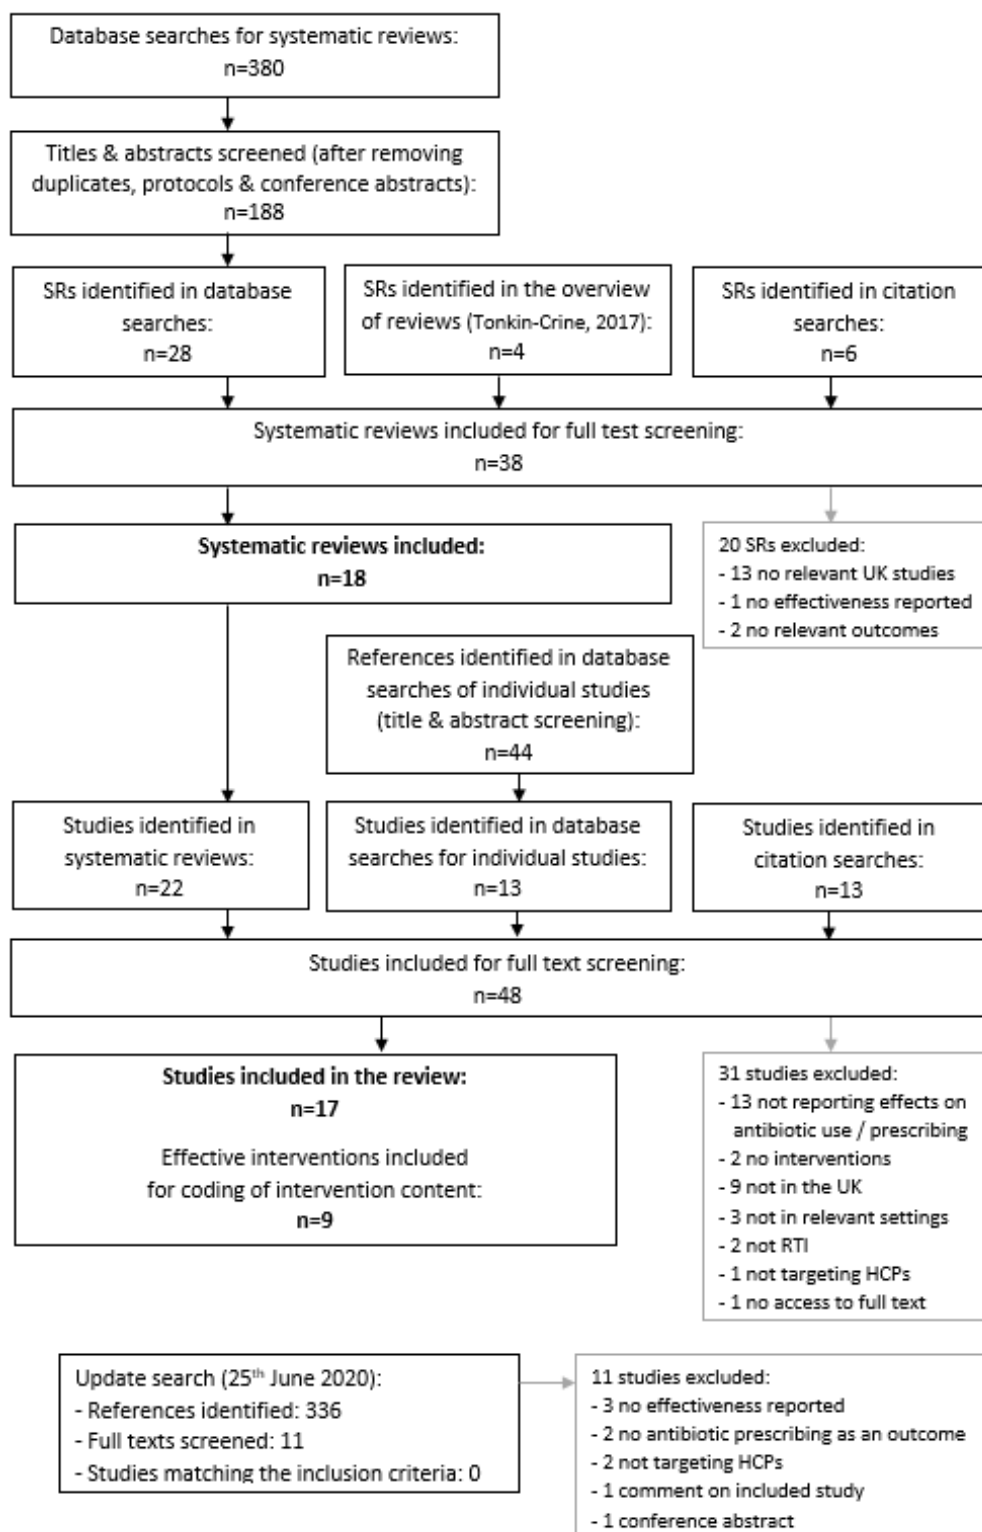 Database searches for systematic reviews:
n=380
Titles & abstracts screened (after removing
duplicates, protocols & conference abstracts):
n=188
SRs identified in database
searches:
n=28
SRs identified in the overview
of reviews (Tonkin-Crine, 2017):
n=4
SRs identified in citation
searches:
n=6
Systematic reviews included for full test screening:
n=38
Systematic reviews included:
n=18
20 SRs excluded:
- 13 no relevant UK studies
- 1 no effectiveness reported
- 2 no relevant outcomes
References identified in database
searches of individual studies
(title & abstract screening):
n=44
Studies identified in
systematic reviews:
n=22
Studies identified in database
searches for individual studies:
n=13
Studies identified in
citation searches:
n=13
Studies included for full text screening:
n=48
Studies included in the review:
n=17
Effective interventions included
for coding of intervention content:
n=9
31 studies excluded:
- 13 not reporting effects on
antibiotic use / prescribing
- 2 no interventions
- 9 not in the UK
- 3 not in relevant settings
- 2 not RTI
- 1 not targeting HCPs
- 1 no access to full text
Update search (25th June 2020):
- References identified: 336
- Full texts screened: 11
- Studies matching the inclusion criteria: 0
11 studies excluded:
- 3 no effectiveness reported
- 2 no antibiotic prescribing as an outcome
- 2 not targeting HCPs
- 1 comment on included study
- 1 conference abstract